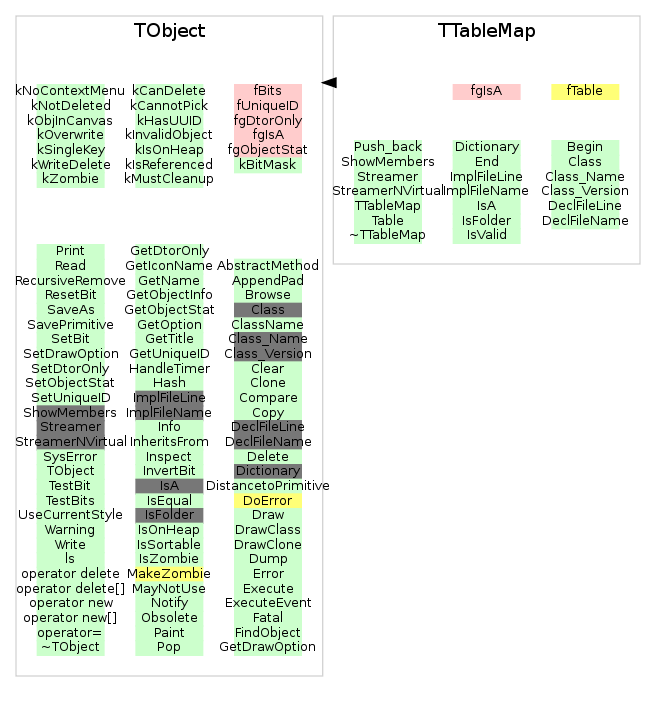 TObject
kNoContextMenu
kNotDeleted
kObjInCanvas
kOverwrite
kSingleKey
kWriteDelete
kZombie
kCanDelete
kCannotPick
kHasUUID
kInvalidObject
kIsOnHeap
kIsReferenced
kMustCleanup
fBits
fUniqueID
fgDtorOnly
fgIsA
fgObjectStat
kBitMask
Print
Read
RecursiveRemove
ResetBit
SaveAs
SavePrimitive
SetBit
SetDrawOption
SetDtorOnly
SetObjectStat
SetUniqueID
ShowMembers
Streamer
StreamerNVirtual
SysError
TObject
TestBit
TestBits
UseCurrentStyle
Warning
Write
ls
operator delete
operator delete[]
operator new
operator new[]
operator=
~TObject
GetDtorOnly
GetIconName
GetName
GetObjectInfo
GetObjectStat
GetOption
GetTitle
GetUniqueID
HandleTimer
Hash
ImplFileLine
ImplFileName
Info
InheritsFrom
Inspect
InvertBit
IsA
IsEqual
IsFolder
IsOnHeap
IsSortable
IsZombie
MakeZombie
MayNotUse
Notify
Obsolete
Paint
Pop
AbstractMethod
AppendPad
Browse
Class
ClassName
Class_Name
Class_Version
Clear
Clone
Compare
Copy
DeclFileLine
DeclFileName
Delete
Dictionary
DistancetoPrimitive
DoError
Draw
DrawClass
DrawClone
Dump
Error
Execute
ExecuteEvent
Fatal
FindObject
GetDrawOption
TTableMap
fgIsA
fTable
Push_back
ShowMembers
Streamer
StreamerNVirtual
TTableMap
Table
~TTableMap
Dictionary
End
ImplFileLine
ImplFileName
IsA
IsFolder
IsValid
Begin
Class
Class_Name
Class_Version
DeclFileLine
DeclFileName